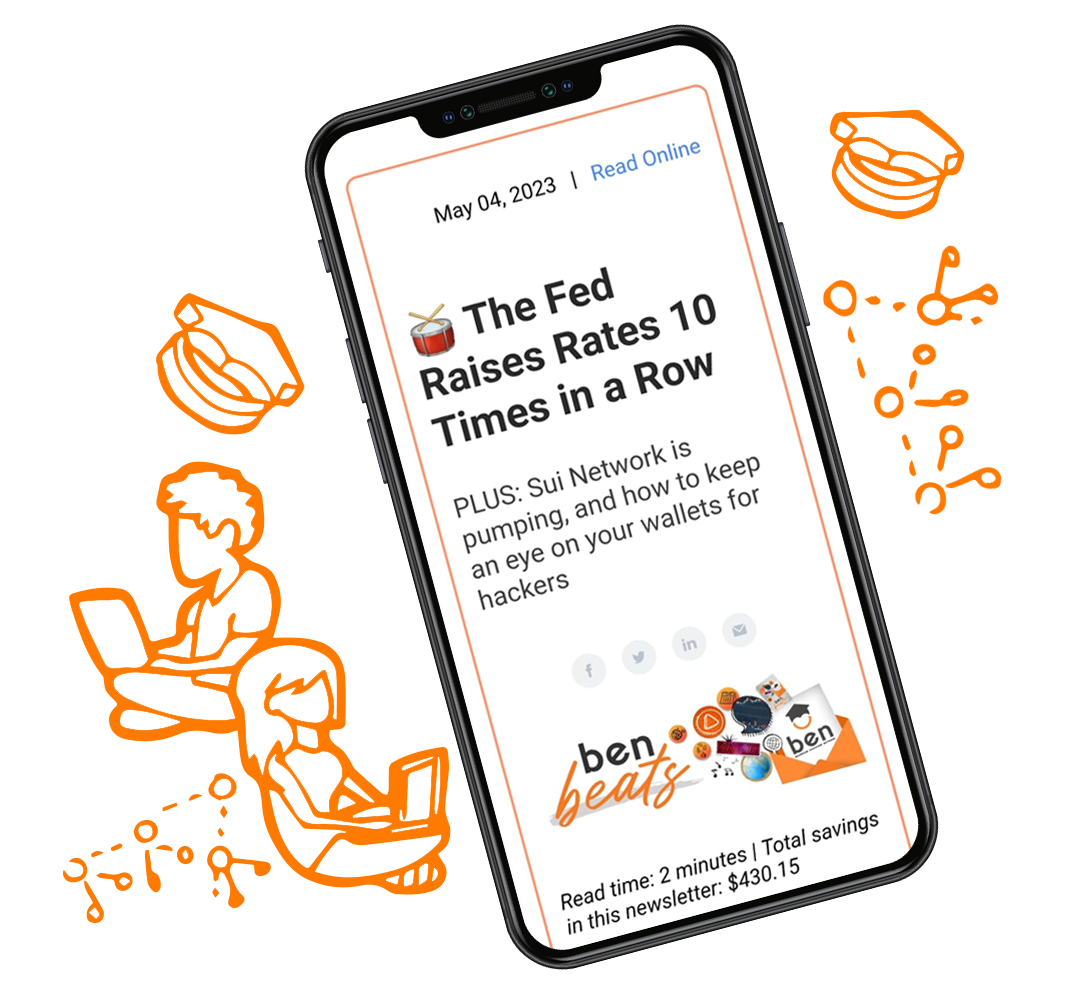 May 04, 2023 | Read Online
🥁 The Fed
Raises Rates 10
Times in a Row
PLUS: Sui Network is
pumping, and how to keep
an eye on your wallets for
hackers
ben
beats
ben
Read time: 2 minutes | Total savings
in this newsletter: $430.15